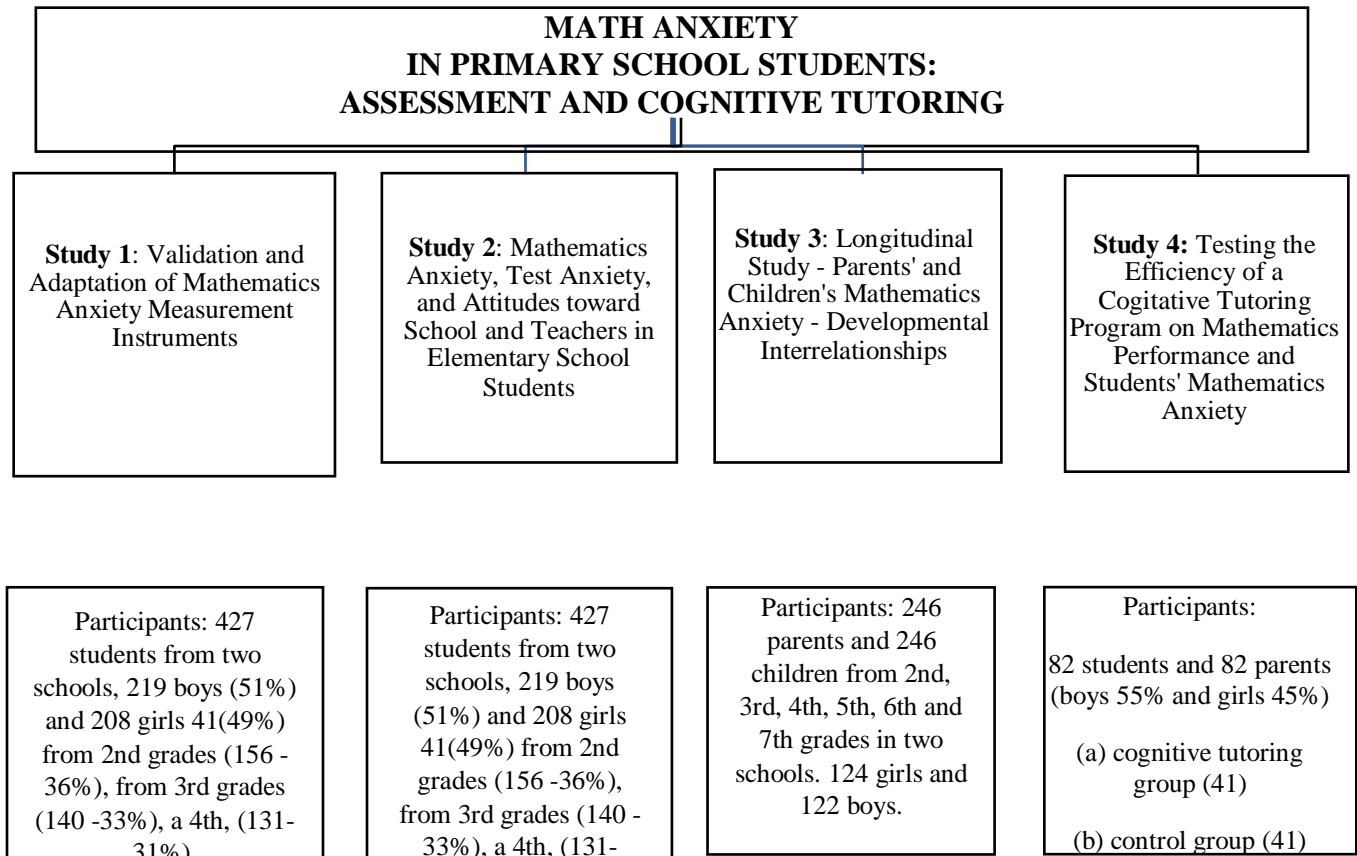 MATH ANXIETY
IN PRIMARY SCHOOL STUDENTS:
ASSESSMENT AND COGNITIVE TUTORING
Study 1: Validation and
Adaptation of Mathematics
Anxiety Measurement
Instruments
Study 2: Mathematics
Anxiety, Test Anxiety,
and Attitudes toward
School and Teachers in
Elementary School
Students
Study 3: Longitudinal
Study - Parents' and
Children's Mathematics
Anxiety - Developmental
Interrelationships
Study 4: Testing the
Efficiency of a
Cogitative Tutoring
Program on Mathematics
Performance and
Students' Mathematics
Anxiety
Participants: 427
students from two
schools, 219 boys (51%)
and 208 girls 41(49%)
from 2nd grades (156 -
36%), from 3rd grades
(140 -33%), a 4th, (131-
31%)
Participants: 427
students from two
schools, 219 boys
(51%) and 208 girls
41(49%) from 2nd
grades (156 -36%),
from 3rd grades (140 -
33%), a 4th, (131-
Participants: 246
parents and 246
children from 2nd,
3rd, 4th, 5th, 6th and
7th grades in two
schools. 124 girls and
122 boys.
Participants:
82 students and 82 parents
(boys 55% and girls 45%)
(a) cognitive tutoring
group (41)
(b) control group (41)